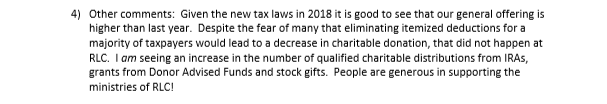 4) Other comments: Given the new tax laws in 2018 it is good to see that our general offering is
higher than last year. Despite the fear of many that eliminating itemized deductions for a
majority of taxpayers would lead to a decrease in charitable donation, that did not happen at
RLC. I am seeing an increase in the number of qualified charitable distributions from IRAs,
grants from Donor Advised Funds and stock gifts. People are generous in supporting the
ministries of RLC!